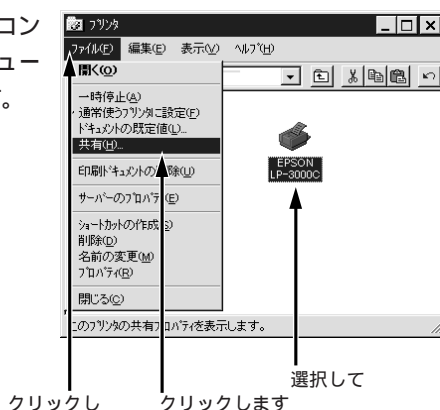 コン
ュー
。
プリンタ
ファイル(F) 編集(E) 表示(V) ヘルプ(H)
開く(O)
一時停止(A)
通常使うプリンタに設定(F)
ドキュメントの既定値(L)...
共有(H)...
印刷ドキュメントの 除(U)
サーバーのプロパティ(E)
ショートカットの作成(S)
削除(D)
名前の変更(M)
プロパティ(R)
閉じる(C)
EPSON
LP-3000C
このプリンタの共有プロパティを表示します。
選択して
クリックし クリックします